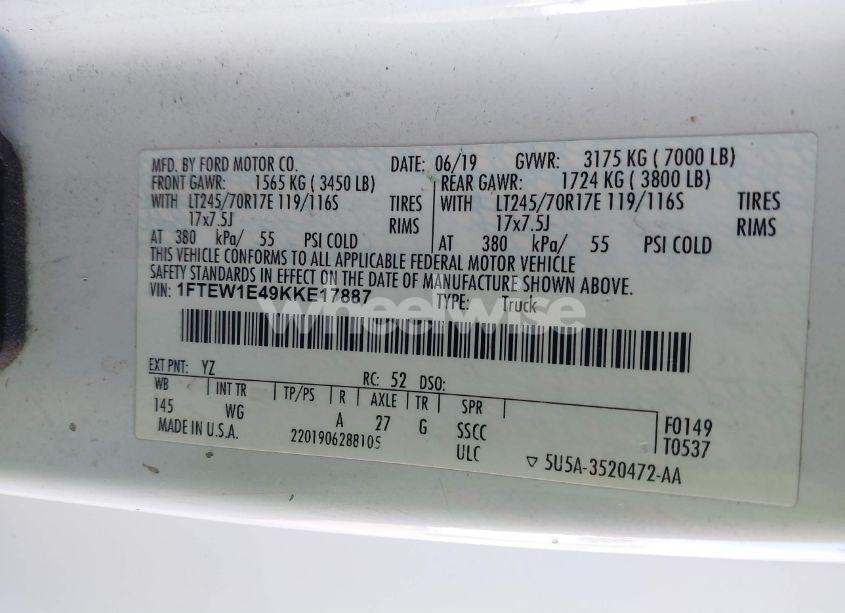 MFD. BY FORD MOTOR CO. DATE: 06/19 GVWR: 3175 KG ( 7000 LB)
FRONT GAWR: 1565 KG ( 3450 LB) REAR GAWR: 1724 KG ( 3800 LB)
WITH LT245/70R17E 119/116S TIRES WITH LT245/70R17E 119/116S TIRES
17x7.5J RIMS 17x7.5J RIMS
AT 380 kPa/ 55 PSI COLD AT 380 kPa/ 55 PSI COLD
THIS VEHICLE CONFORMS TO ALL APPLICABLE FEDERAL MOTOR VEHICLE
SAFETY STANDARDS IN EFFECT ON THE DATE OF MANUFACTURE SHOWN ABOVE.
VIN: 1FTEW1E49KKE17887 TYPE: Truck
wheelwise
EXT PNT: YZ RC: 52 DSO:
WB INT TR TP/PS R AXLE TR SPR
145 WG A 27 G SSCC F0149
MADE IN U.S.A. 2201906288105 ULC T0537
▽ 5U5A-3520472-AA